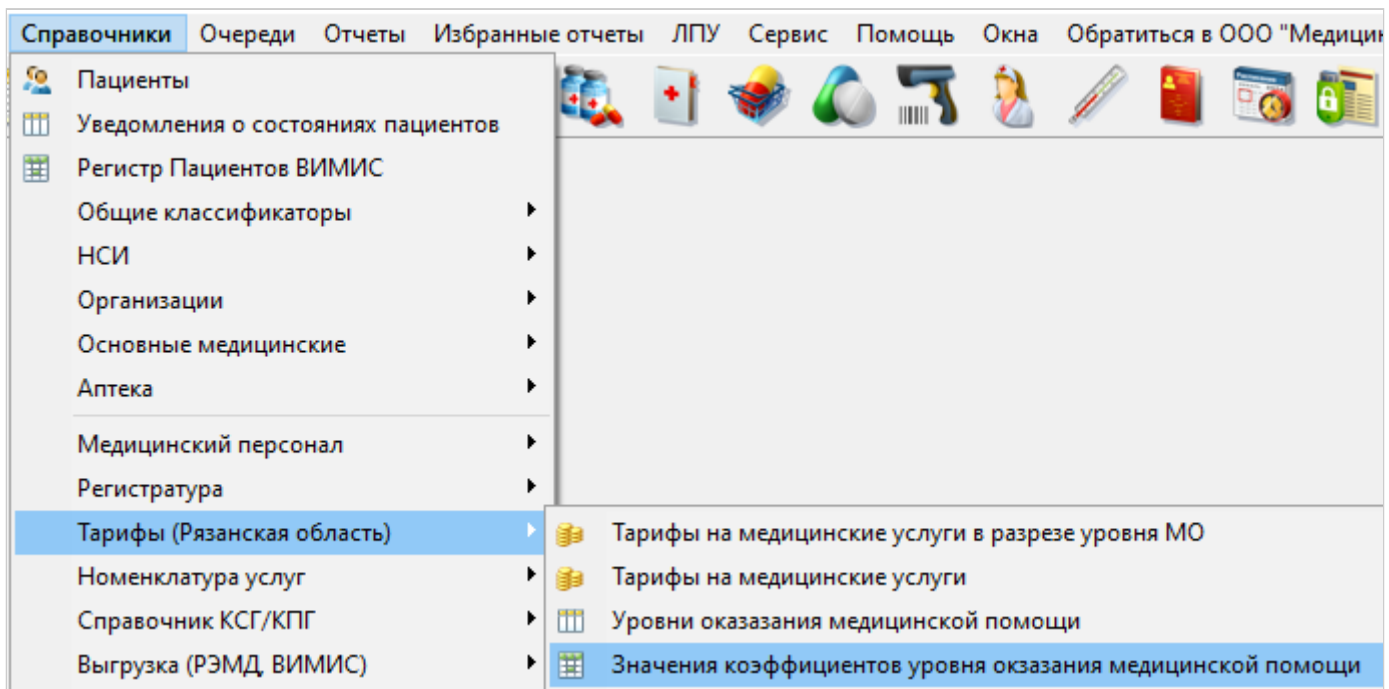 Справочники Очереди Отчеты Избранные отчеты ЛПУ Сервис Помощь Окна Обратиться в ООО "Медицин
Пациенты
Уведомления о состояниях пациентов
Регистр Пациентов ВИМИС
Общие классификаторы
НСИ
Организации
Основные медицинские
Аптека
Медицинский персонал
Регистратура
Тарифы (Рязанская область)
Номенклатура услуг
Справочник КСГ/КПГ
Выгрузка (РЭМД, ВИМИС)
Тарифы на медицинские услуги в разрезе уровня МО
Тарифы на медицинские услуги
Уровни оказазания медицинской помощи
Значения коэффициентов уровня окзазания медицинской помощи